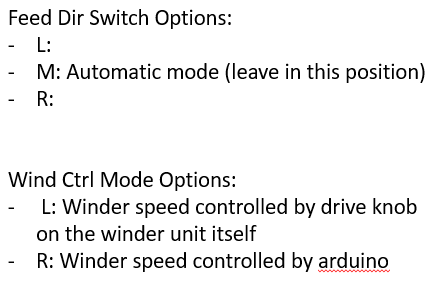 Feed Dir Switch Options:
- L:
- M: Automatic mode (leave in this position)
- R:
Wind Ctrl Mode Options:
- L: Winder speed controlled by drive knob
on the winder unit itself
- R: Winder speed controlled by arduino